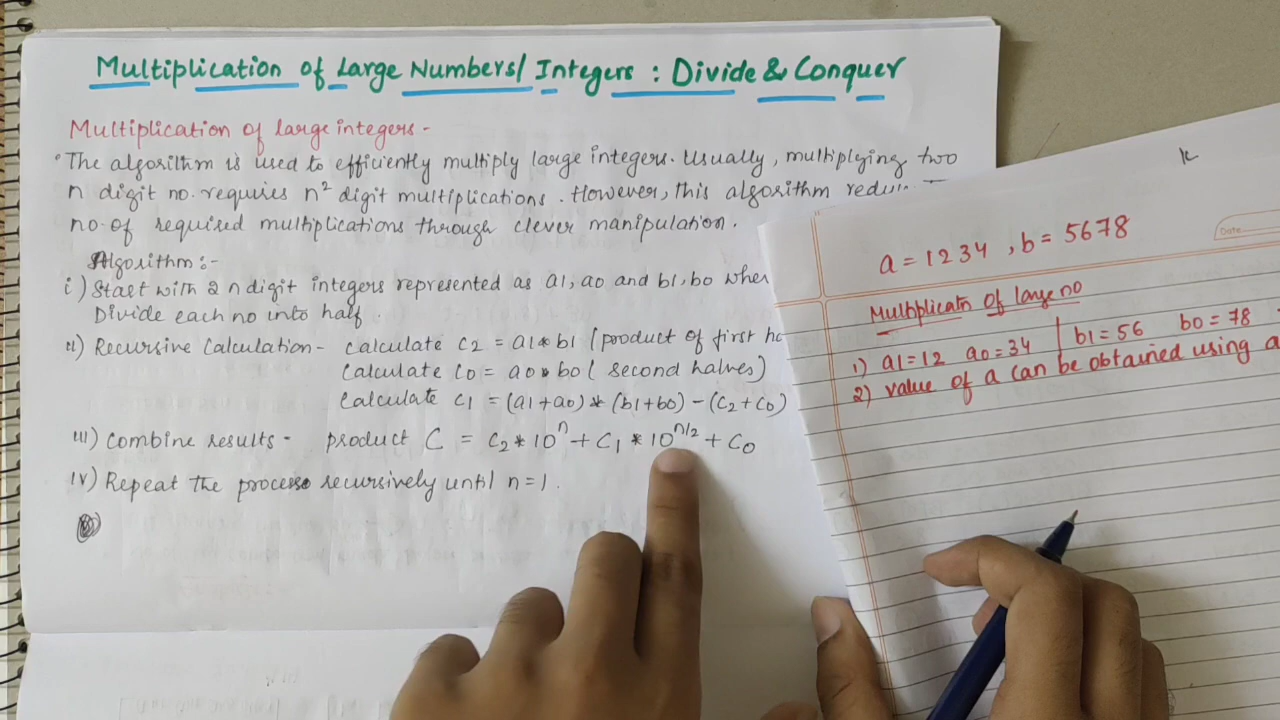 Multiplication of Large Numbers/ Integers : Divide & Conquer
Multiplication of large integers -
The algorithm is used to efficiently multiply large integers. Usually, multiplying two
n digit no. requires n² digit multiplications. However, this algorithm
no. of required multiplications through clever manipulation.
Algorithm :-
i) Start with 2 n digit integers represented as a1, a0 and b1, b0
Divide each no into half.
ii) Recursive Calculation - calculate C2 = a1 * b1 (product of first
Calculate C0 = a0 * b0 ( second halves)
Calculate C1 = (a1+a0) * (b1+b0) - (C2+C0)
III) Combine results - product C = C2 * 10^n + C1 * 10^n/2 + C0
IV) Repeat the process recursively until n=1.
Date
a = 1234 , b = 5678
Multiplicatn Of large no
1) a1=12 a0=34 | b1=56 b0=78
2) value of a can be obtained using